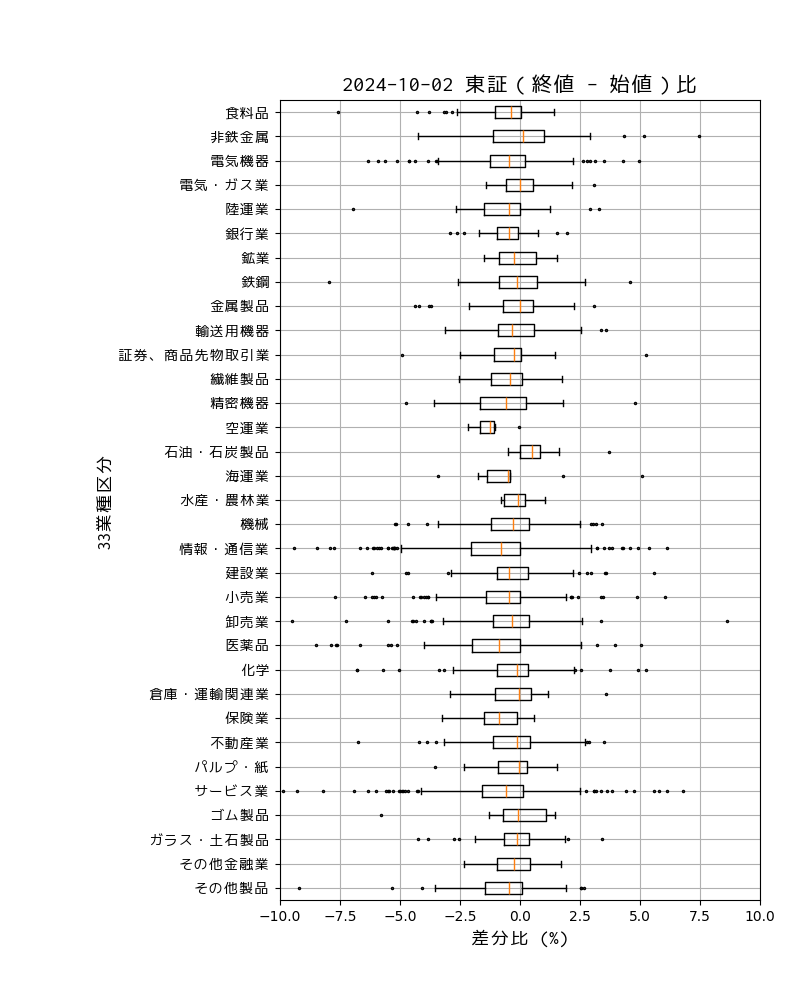 2024-10-02 東証 ( 終値 - 始値 ) 比
食料品
非鉄金属
電気機器
電気・ガス業
陸運業
銀行業
鉱業
鉄鋼
金属製品
輸送用機器
証券、商品先物取引業
繊維製品
精密機器
空運業
石油・石炭製品
海運業
水産・農林業
機械
情報・通信業
建設業
小売業
卸売業
医薬品
化学
倉庫・運輸関連業
保険業
不動産業
パルプ・紙
サービス業
ゴム製品
ガラス・土石製品
その他金融業
その他製品
33業種区分
−10.0 −7.5 −5.0 −2.5 0.0 2.5 5.0 7.5 10.0
差分比 (%)